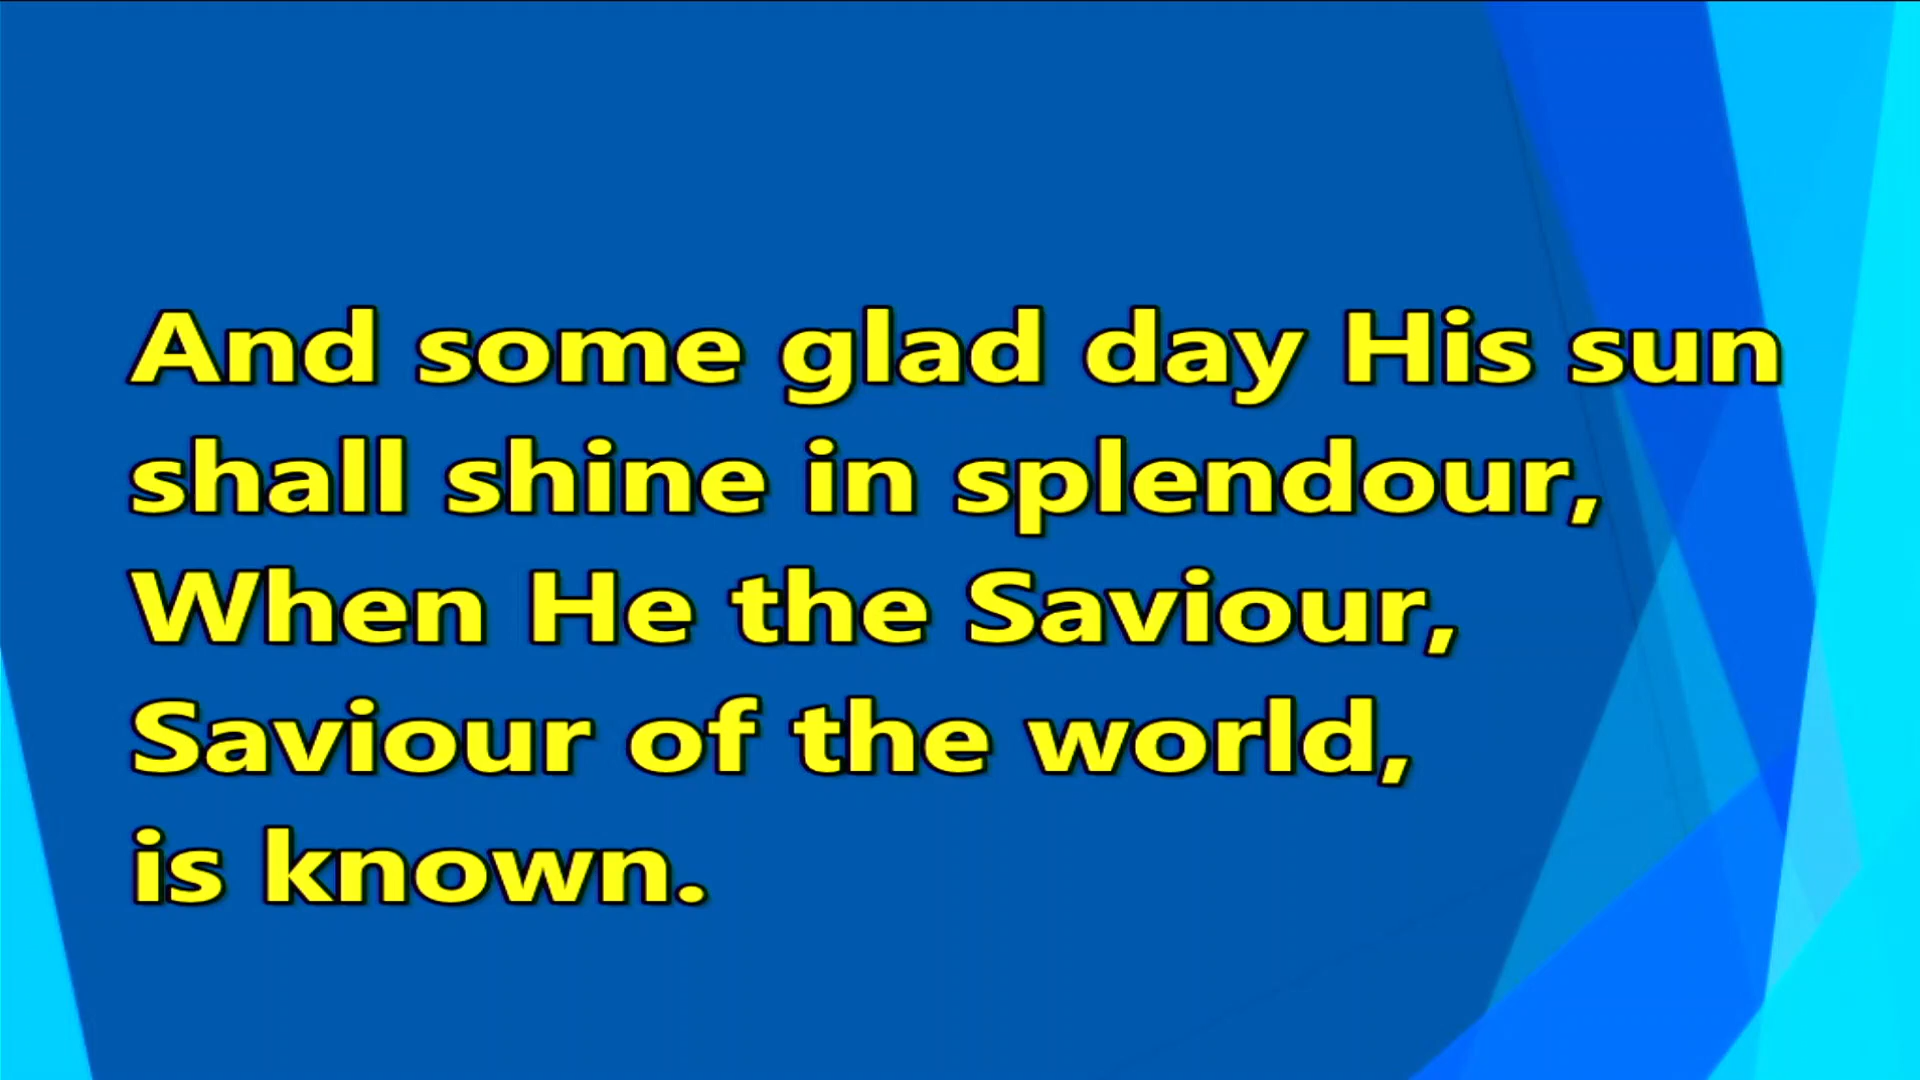 And some glad day His sun
shall shine in splendour,
When He the Saviour,
Saviour of the world,
is known.